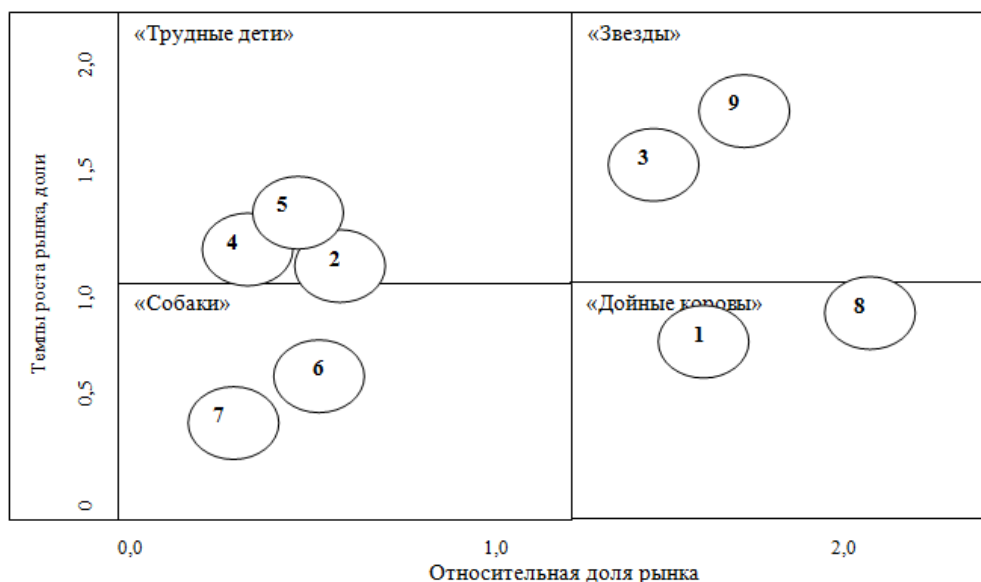 «Трудные дети»
«Звезды»
9
3
5
4
2
«Собаки»
«Дойные коровы»
8
1
6
7
Темпы роста рынка, доли
2,0
1,5
1,0
0,5
0
0,0 1,0 2,0
Относительная доля рынка